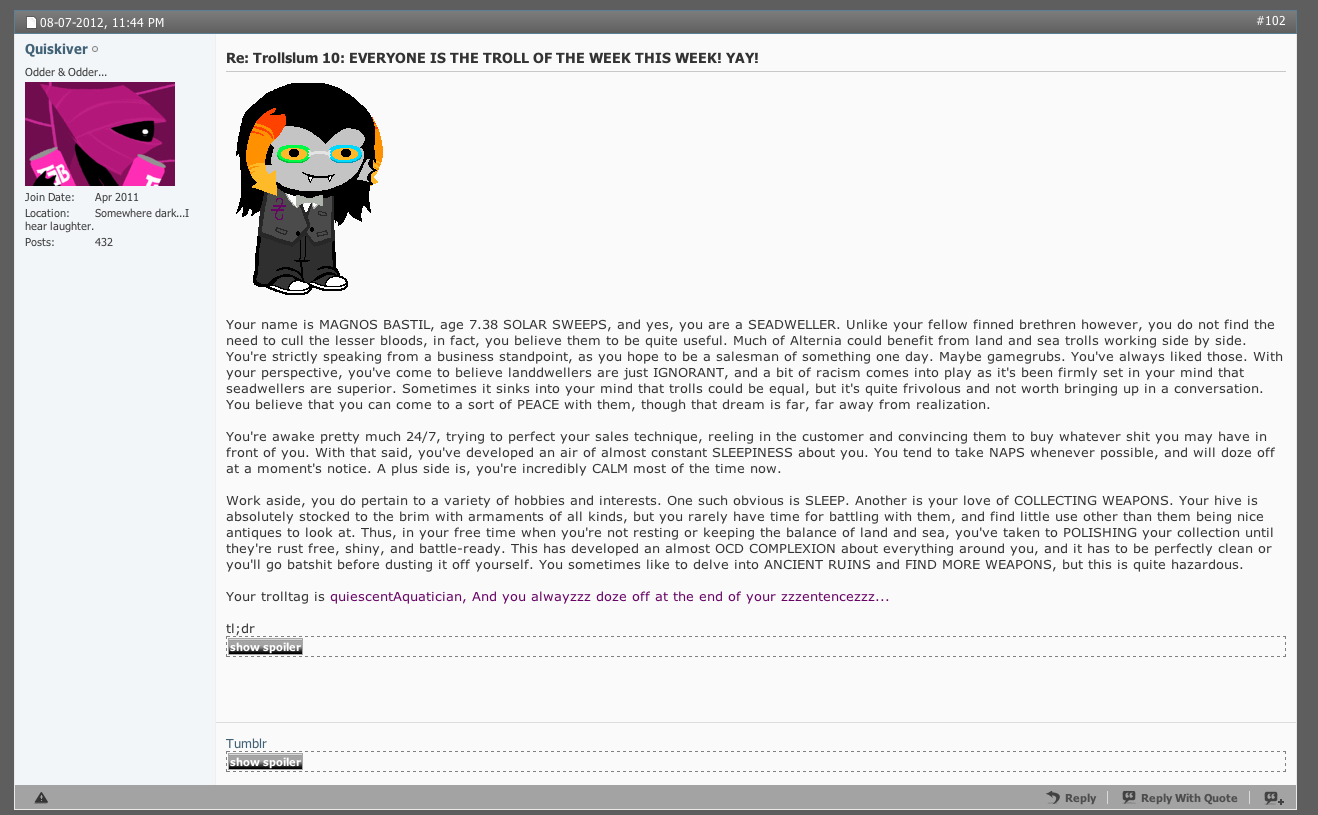 08-07-2012, 11:44 PM
#102
Quiskiver
Odder & Odder...
Join Date: Apr 2011
Location: Somewhere dark...I
hear laughter.
Posts: 432
Re: Trollslum 10: EVERYONE IS THE TROLL OF THE WEEK THIS WEEK! YAY!
Your name is MAGNOS BASTIL, age 7.38 SOLAR SWEEPS, and yes, you are a SEADWELLER. Unlike your fellow finned brethren however, you do not find the
need to cull the lesser bloods, in fact, you believe them to be quite useful. Much of Alternia could benefit from land and sea trolls working side by side.
You're strictly speaking from a business standpoint, as you hope to be a salesman of something one day. Maybe gamegrubs. You've always liked those. With
your perspective, you've come to believe landdwellers are just IGNORANT, and a bit of racism comes into play as it's been firmly set in your mind that
seadwellers are superior. Sometimes it sinks into your mind that trolls could be equal, but it's quite frivolous and not worth bringing up in a conversation.
You believe that you can come to a sort of PEACE with them, though that dream is far, far away from realization.
You're awake pretty much 24/7, trying to perfect your sales technique, reeling in the customer and convincing them to buy whatever shit you may have in
front of you. With that said, you've developed an air of almost constant SLEEPINESS about you. You tend to take NAPS whenever possible, and will doze off
at a moment's notice. A plus side is, you're incredibly CALM most of the time now.
Work aside, you do pertain to a variety of hobbies and interests. One such obvious is SLEEP. Another is your love of COLLECTING WEAPONS. Your hive is
absolutely stocked to the brim with armaments of all kinds, but you rarely have time for battling with them, and find little use other than them being nice
antiques to look at. Thus, in your free time when you're not resting or keeping the balance of land and sea, you've taken to POLISHING your collection until
they're rust free, shiny, and battle-ready. This has developed an almost OCD COMPLEXION about everything around you, and it has to be perfectly clean or
you'll go batshit before dusting it off yourself. You sometimes like to delve into ANCIENT RUINS and FIND MORE WEAPONS, but this is quite hazardous.
Your trolltag is quiescentAquatician, And you alwayzzz doze off at the end of your zzzentencezzz...
tl;dr
show spoiler
Tumblr
show spoiler
Reply
Reply With Quote